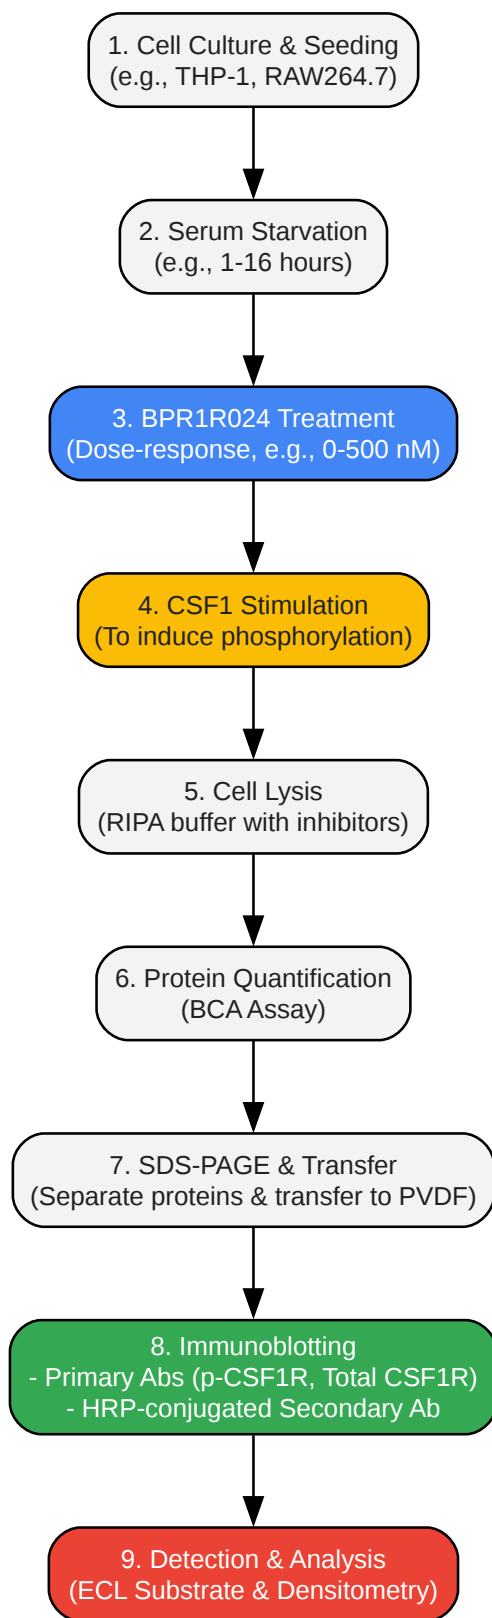 1. Cell Culture & Seeding
(e.g., THP-1, RAW264.7)
2. Serum Starvation
(e.g., 1-16 hours)
3. BPR1R024 Treatment
(Dose-response, e.g., 0-500 nM)
4. CSF1 Stimulation
(To induce phosphorylation)
5. Cell Lysis
(RIPA buffer with inhibitors)
6. Protein Quantification
(BCA Assay)
7. SDS-PAGE & Transfer
(Separate proteins & transfer to PVDF)
8. Immunoblotting
- Primary Abs (p-CSF1R, Total CSF1R)
- HRP-conjugated Secondary Ab
9. Detection & Analysis
(ECL Substrate & Densitometry)